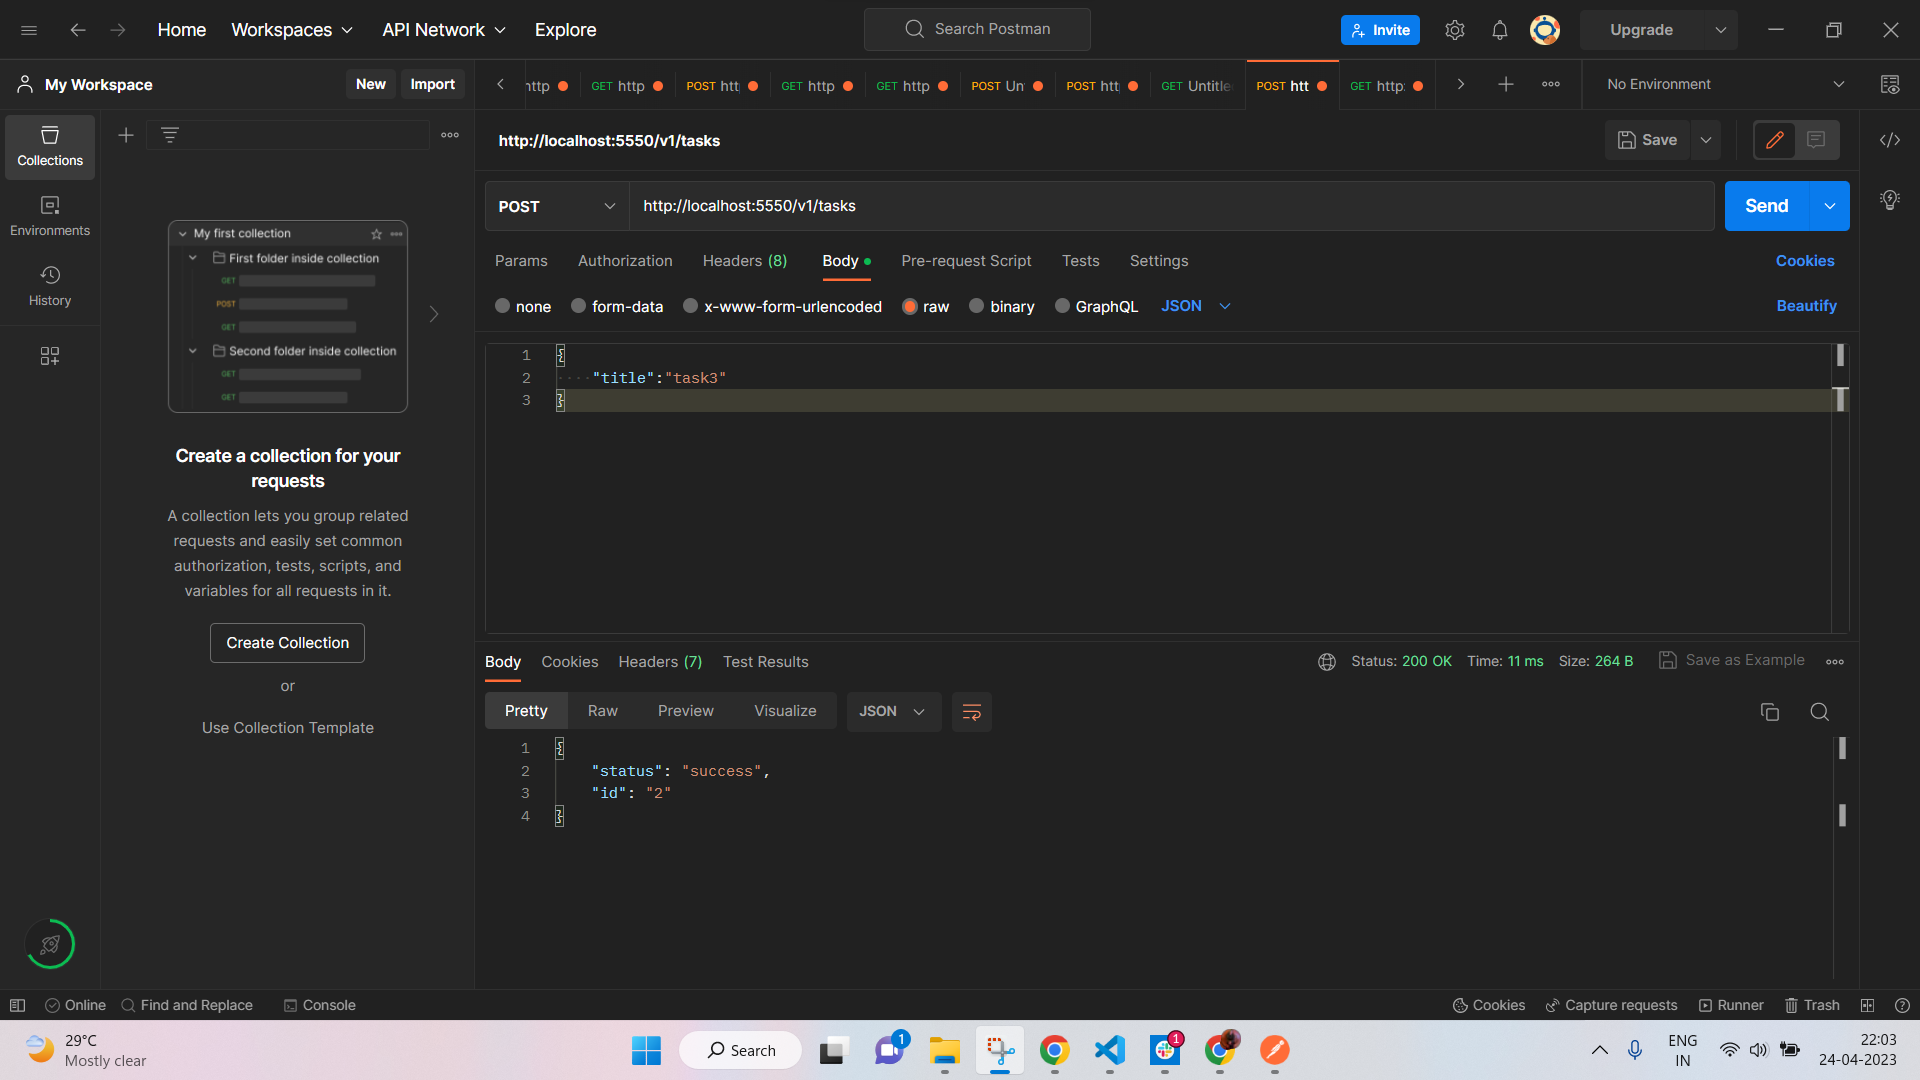 Home Workspaces API Network Explore Search Postman Invite Upgrade
My Workspace New Import
http GET http POST htt GET http GET http POST Un POST htt GET Untitle POST htt GET http: No Environment
Collections
Environments
History
My first collection
First folder inside collection
GET
POST
GET
Second folder inside collection
GET
GET
Create a collection for your
requests
A collection lets you group related
requests and easily set common
authorization, tests, scripts, and
variables for all requests in it.
Create Collection
or
Use Collection Template
http://localhost:5550/v1/tasks Save
POST http://localhost:5550/v1/tasks Send
Params Authorization Headers (8) Body Pre-request Script Tests Settings Cookies
none form-data x-www-form-urlencoded raw binary GraphQL JSON Beautify
1 {
2 "title":"task3"
3 }
Body Cookies Headers (7) Test Results Status: 200 OK Time: 11 ms Size: 264 B Save as Example
Pretty Raw Preview Visualize JSON
1 {
2 "status": "success",
3 "id": "2"
4 }
Online Find and Replace Console Cookies Capture requests Runner Trash
29°C
Mostly clear
Search
1
1
ENG
IN
22:03
24-04-2023